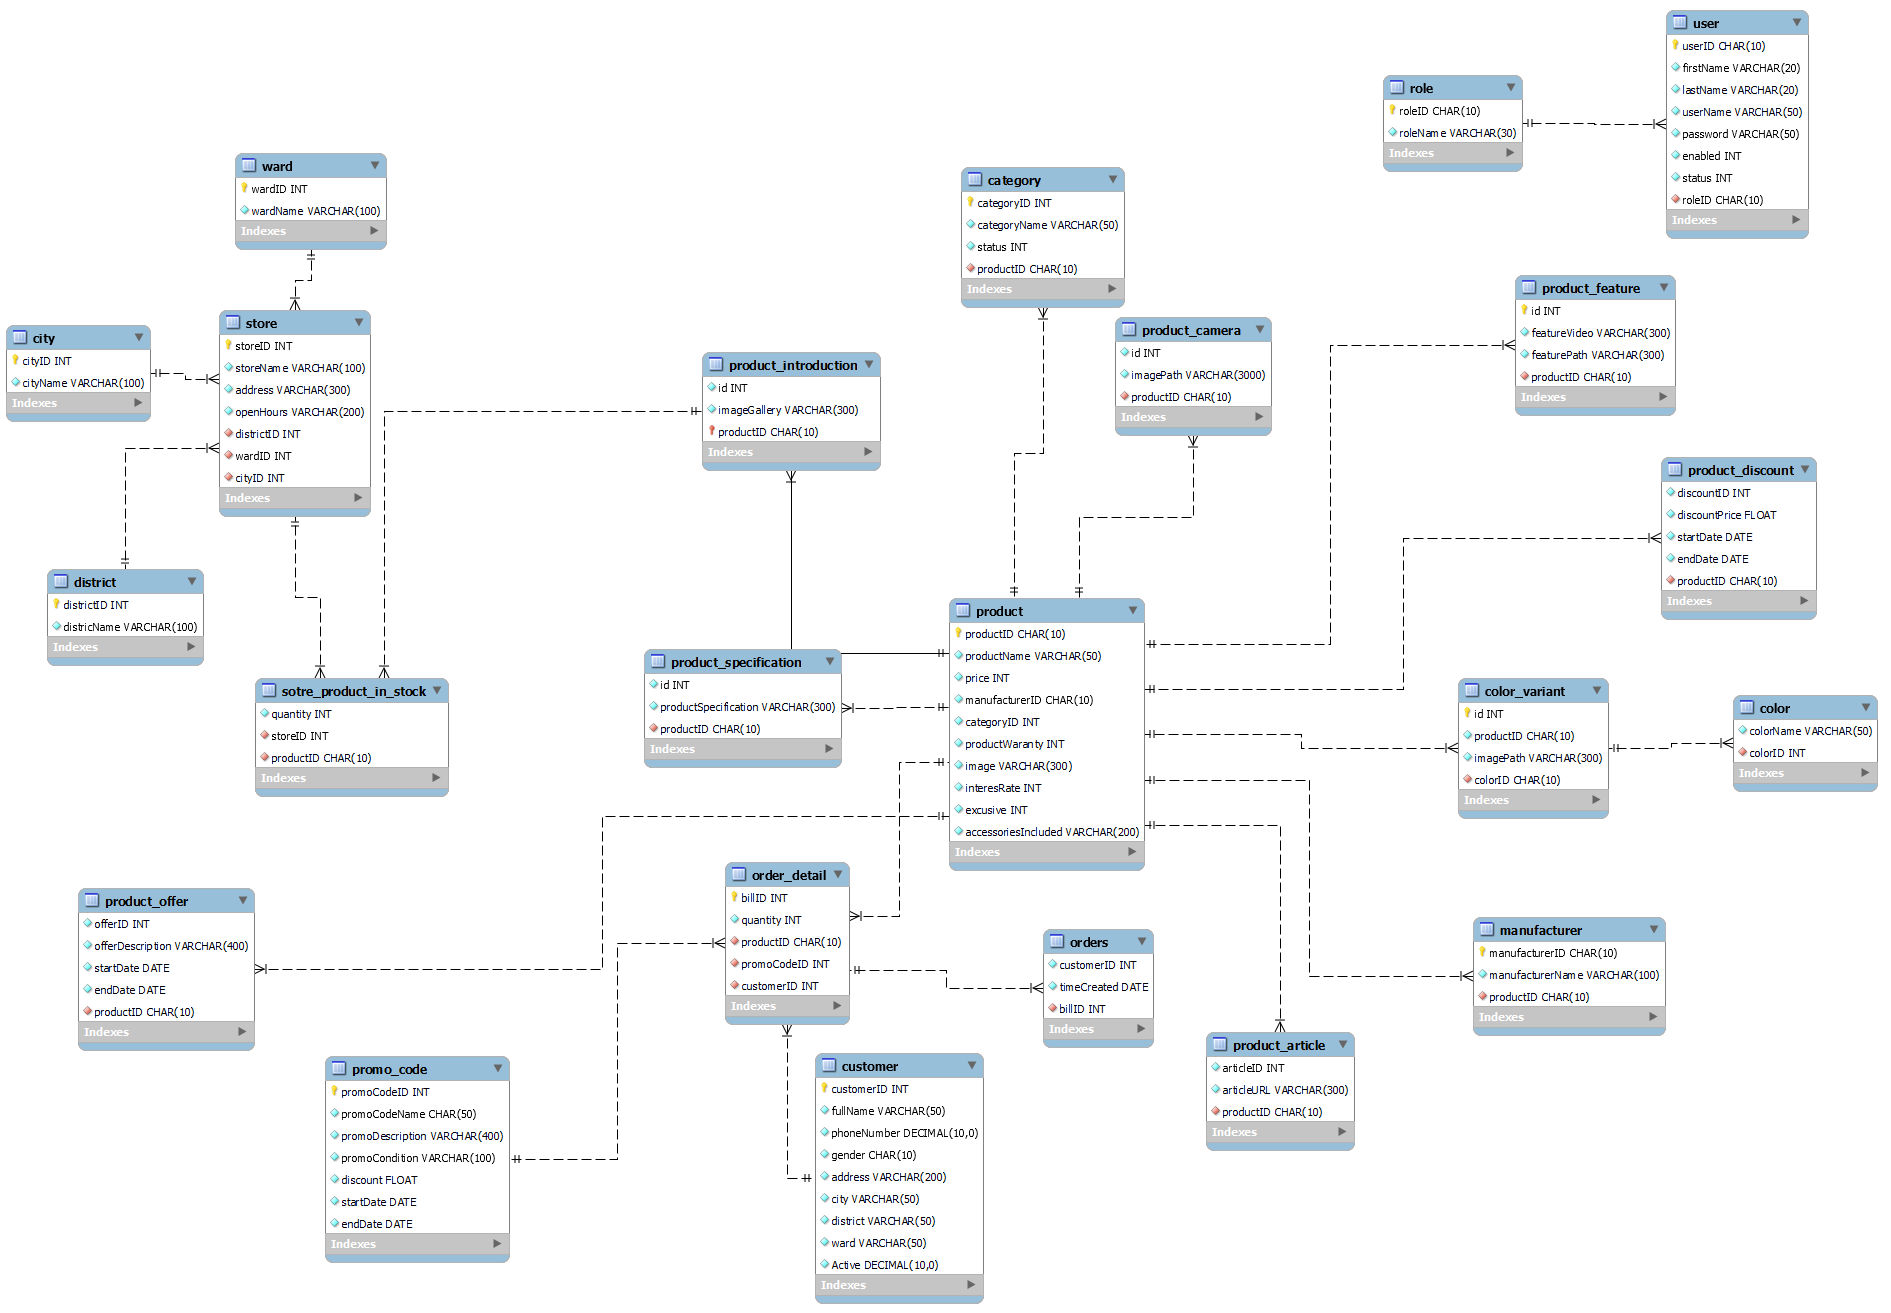 user
userID CHAR(10)
firstName VARCHAR(20)
lastName VARCHAR(20)
userName VARCHAR(50)
password VARCHAR(50)
enabled INT
status INT
roleID CHAR(10)
Indexes
role
roleID CHAR(10)
roleName VARCHAR(30)
Indexes
ward
wardID INT
wardName VARCHAR(100)
Indexes
category
categoryID INT
categoryName VARCHAR(50)
status INT
productID CHAR(10)
Indexes
product_feature
id INT
featureVideo VARCHAR(300)
featurePath VARCHAR(300)
productID CHAR(10)
Indexes
city
cityID INT
cityName VARCHAR(100)
Indexes
store
storeID INT
storeName VARCHAR(100)
address VARCHAR(300)
openHours VARCHAR(200)
districtID INT
wardID INT
cityID INT
Indexes
product_introduction
id INT
imageGallery VARCHAR(300)
productID CHAR(10)
Indexes
product_camera
id INT
imagePath VARCHAR(3000)
productID CHAR(10)
Indexes
product_discount
discountID INT
discountPrice FLOAT
startDate DATE
endDate DATE
productID CHAR(10)
Indexes
district
districtID INT
districName VARCHAR(100)
Indexes
sotre_product_in_stock
quantity INT
storeID INT
productID CHAR(10)
Indexes
product_specification
id INT
productSpecification VARCHAR(300)
productID CHAR(10)
Indexes
product
productID CHAR(10)
productName VARCHAR(50)
price INT
manufacturerID CHAR(10)
categoryID INT
productWaranty INT
image VARCHAR(300)
interesRate INT
excusive INT
accessoriesIncluded VARCHAR(200)
Indexes
color_variant
id INT
productID CHAR(10)
imagePath VARCHAR(300)
colorID CHAR(10)
Indexes
color
colorName VARCHAR(50)
colorID INT
Indexes
product_offer
offerID INT
offerDescription VARCHAR(400)
startDate DATE
endDate DATE
productID CHAR(10)
Indexes
order_detail
billID INT
quantity INT
productID CHAR(10)
promoCodeID INT
customerID INT
Indexes
orders
customerID INT
timeCreated DATE
billID INT
Indexes
manufacturer
manufacturerID CHAR(10)
manufacturerName VARCHAR(100)
productID CHAR(10)
Indexes
product_article
articleID INT
articleURL VARCHAR(300)
productID CHAR(10)
Indexes
promo_code
promoCodeID INT
promoCodeName CHAR(50)
promoDescription VARCHAR(400)
promoCondition VARCHAR(100)
discount FLOAT
startDate DATE
endDate DATE
Indexes
customer
customerID INT
fullName VARCHAR(50)
phoneNumber DECIMAL(10,0)
gender CHAR(10)
address VARCHAR(200)
city VARCHAR(50)
district VARCHAR(50)
ward VARCHAR(50)
Active DECIMAL(10,0)
Indexes